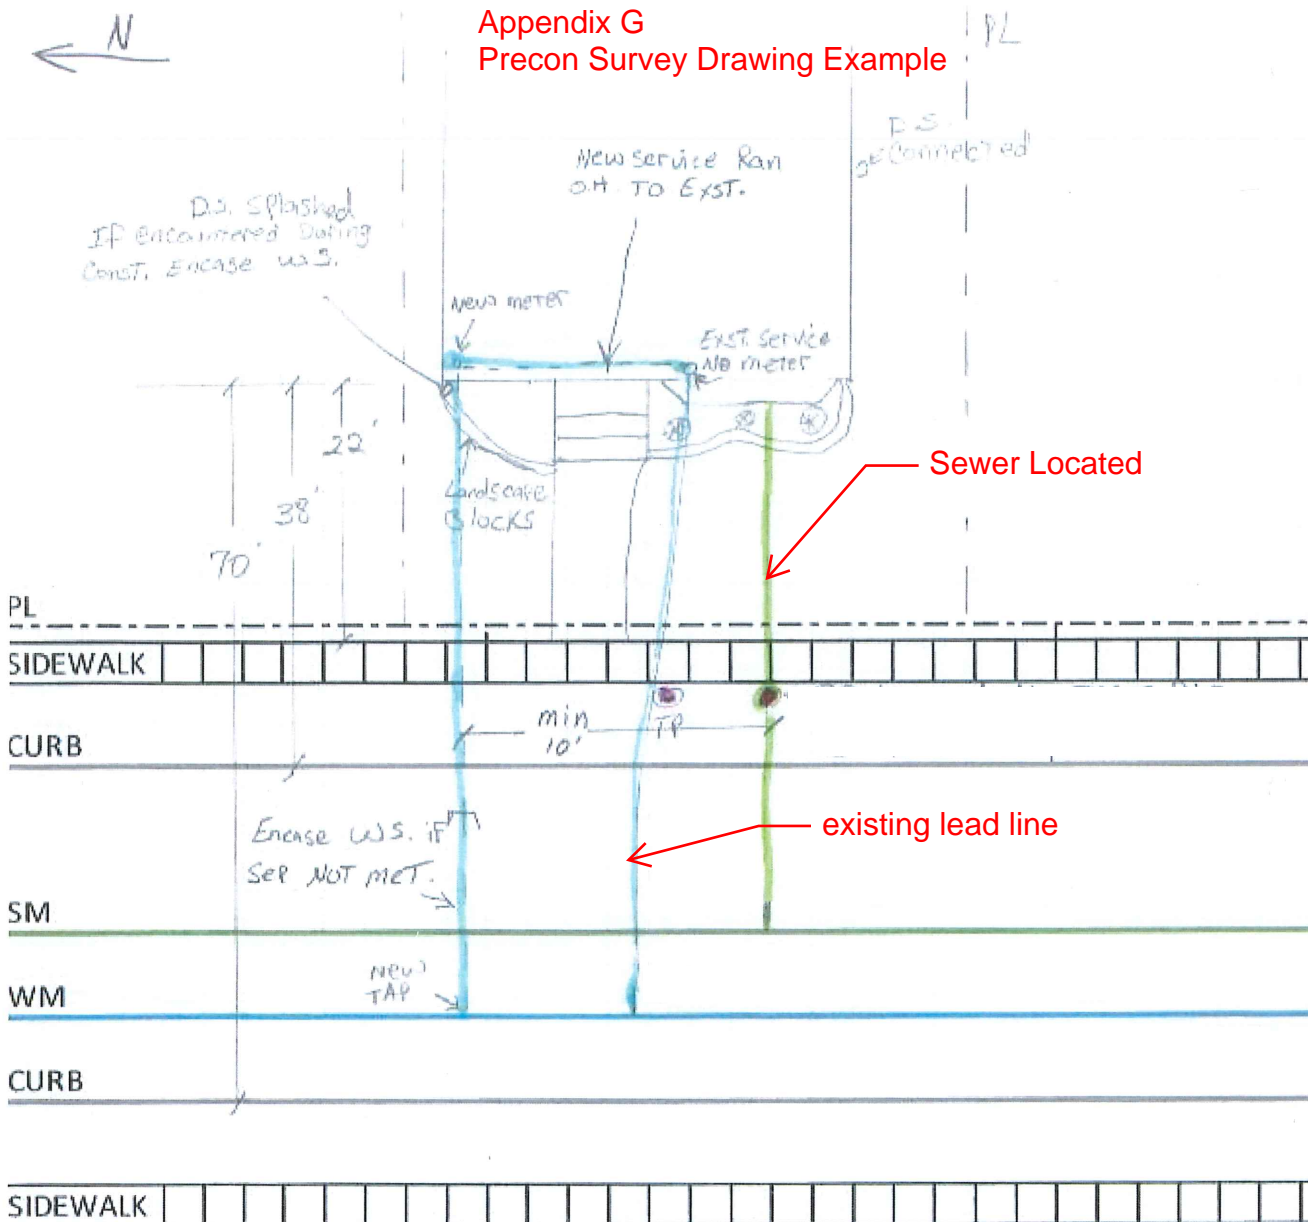 Appendix G
Precon Survey Drawing Example
N
PL
D.S.
Connected
New Service Ran
O.H. TO EXST.
D.S. Splashed
If encountered During
Const. Encase W.S.
New meter
Exst. Service
No meter
22'
38'
70'
Landscape
Blocks
Sewer Located
PL
SIDEWALK
min
10'
TP
CURB
existing lead line
Encase W.S. if
SEP NOT MET.
SM
New
TAP
WM
CURB
SIDEWALK